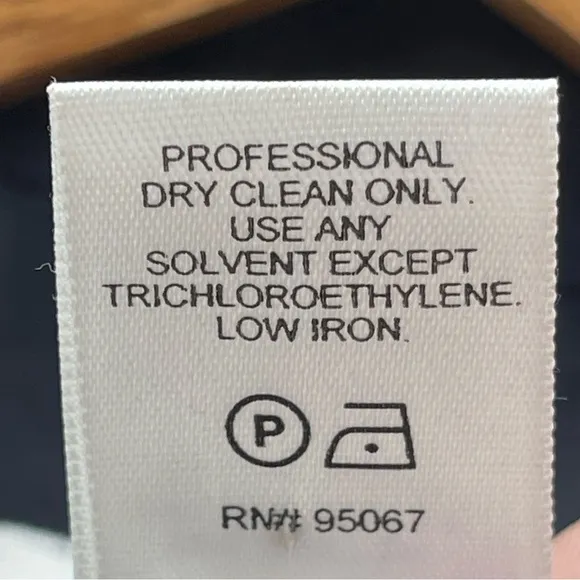 PROFESSIONAL
DRY CLEAN ONLY.
USE ANY
SOLVENT EXCEPT
TRICHLOROETHYLENE.
LOW IRON.
P
RN# 95067